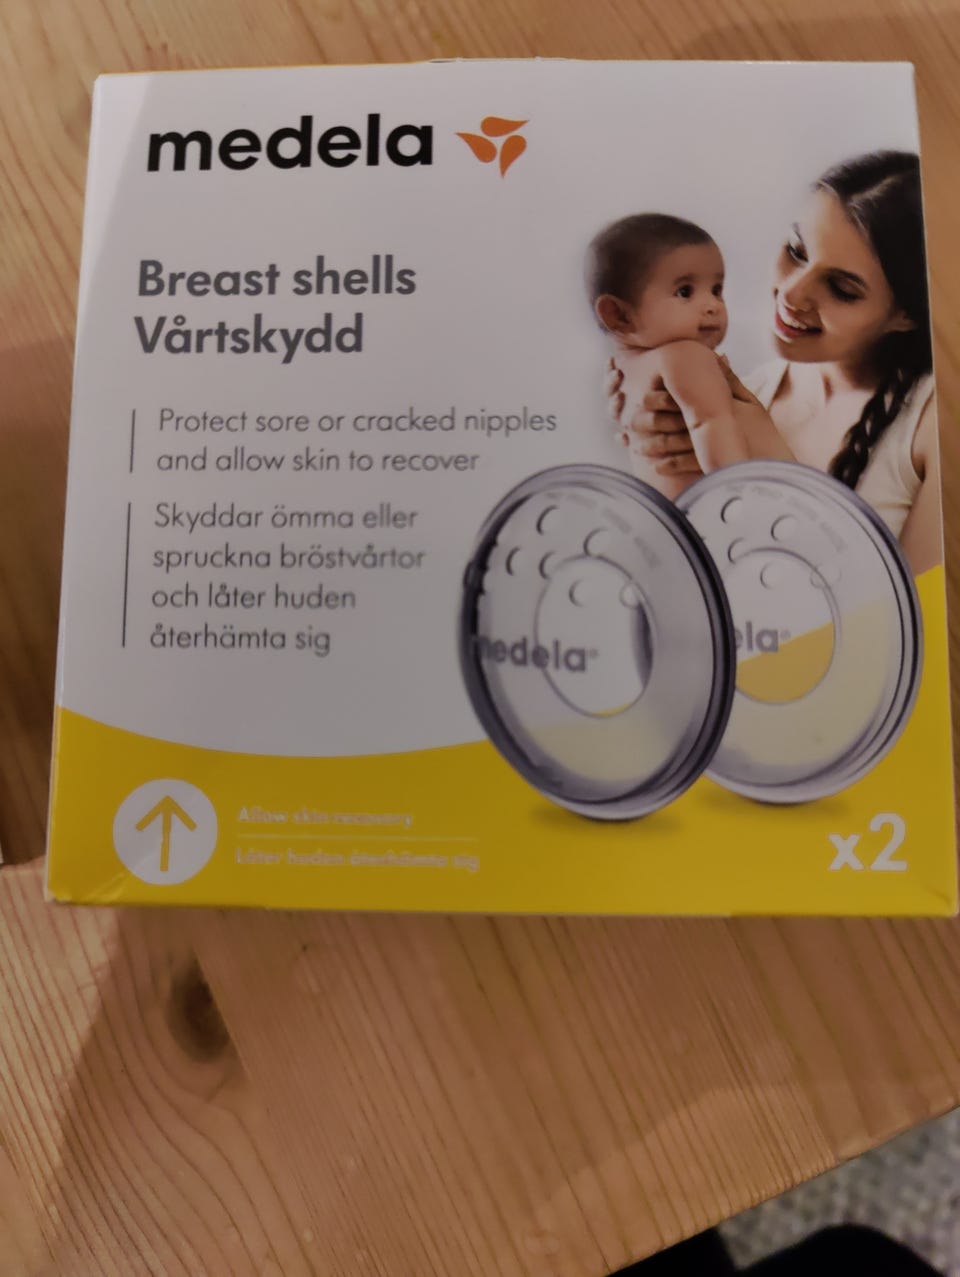 medela
Breast shells
Vårtskydd
Protect sore or cracked nipples
and allow skin to recover
Skyddar ömma eller
spruckna bröstvårtor
och låter huden
återhämta sig
medela®
ela®
Allow skin recovery
Låter huden återhämta sig
x2